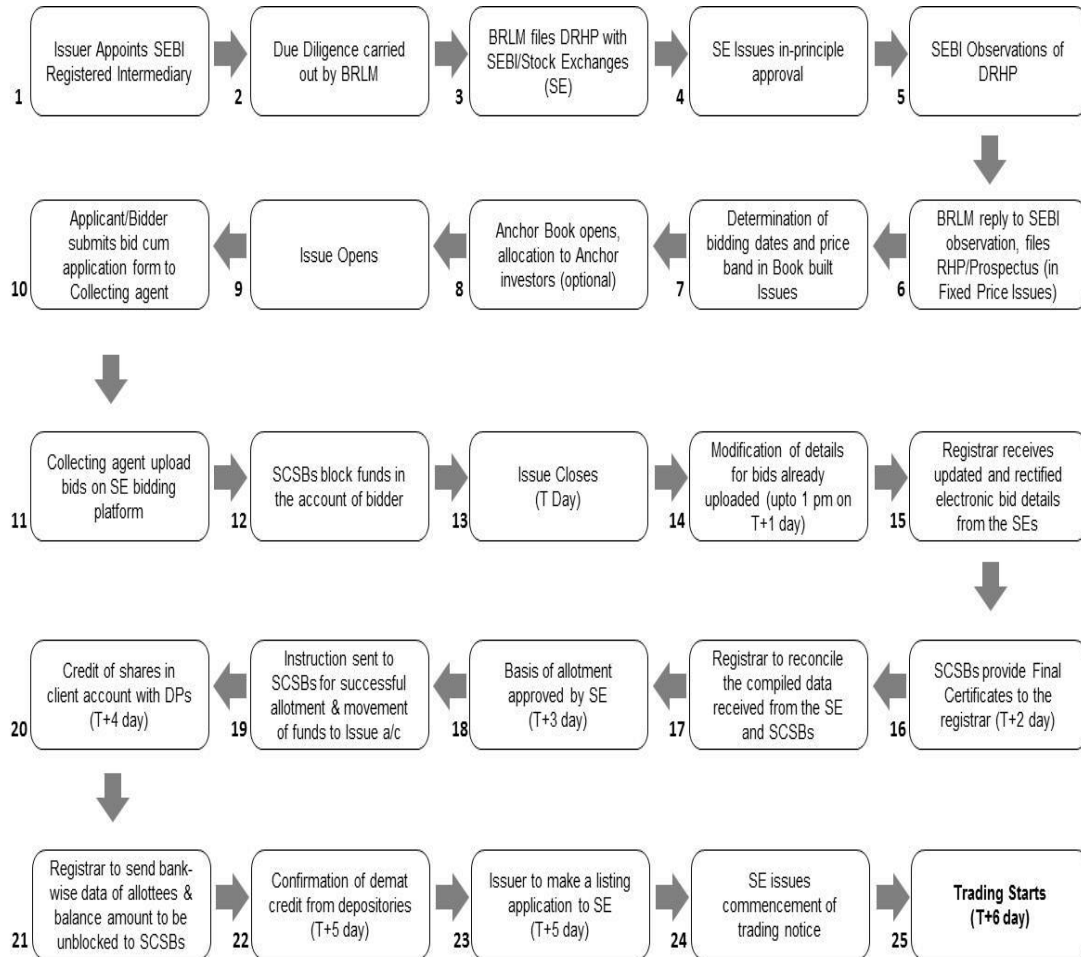 Issuer Appoints SEBI
Registered Intermediary
1
Due Diligence carried
out by BRLM
2
BRLM files DRHP with
SEBI/Stock Exchanges
(SE)
3
SE Issues in-principle
approval
4
SEBI Observations of
DRHP
5
BRLM reply to SEBI
observation, files
RHP/Prospectus (in
Fixed Price Issues)
6
Determination of
bidding dates and price
band in Book built
Issues
7
Anchor Book opens,
allocation to Anchor
investors (optional)
8
Issue Opens
9
Applicant/Bidder
submits bid cum
application form to
Collecting agent
10
Collecting agent upload
bids on SE bidding
platform
11
SCSBs block funds in
the account of bidder
12
Issue Closes
(T Day)
13
Modification of details
for bids already
uploaded (upto 1 pm on
T+1 day)
14
Registrar receives
updated and rectified
electronic bid details
from the SEs
15
SCSBs provide Final
Certificates to the
registrar (T+2 day)
16
Registrar to reconcile
the compiled data
received from the SE
and SCSBs
17
Basis of allotment
approved by SE
(T+3 day)
18
Instruction sent to
SCSBs for successful
allotment & movement
of funds to Issue a/c
19
Credit of shares in
client account with DPs
(T+4 day)
20
Registrar to send bank-
wise data of allottees &
balance amount to be
unblocked to SCSBs
21
Confirmation of demat
credit from depositories
(T+5 day)
22
Issuer to make a listing
application to SE
(T+5 day)
23
SE issues
commencement of
trading notice
24
Trading Starts
(T+6 day)
25